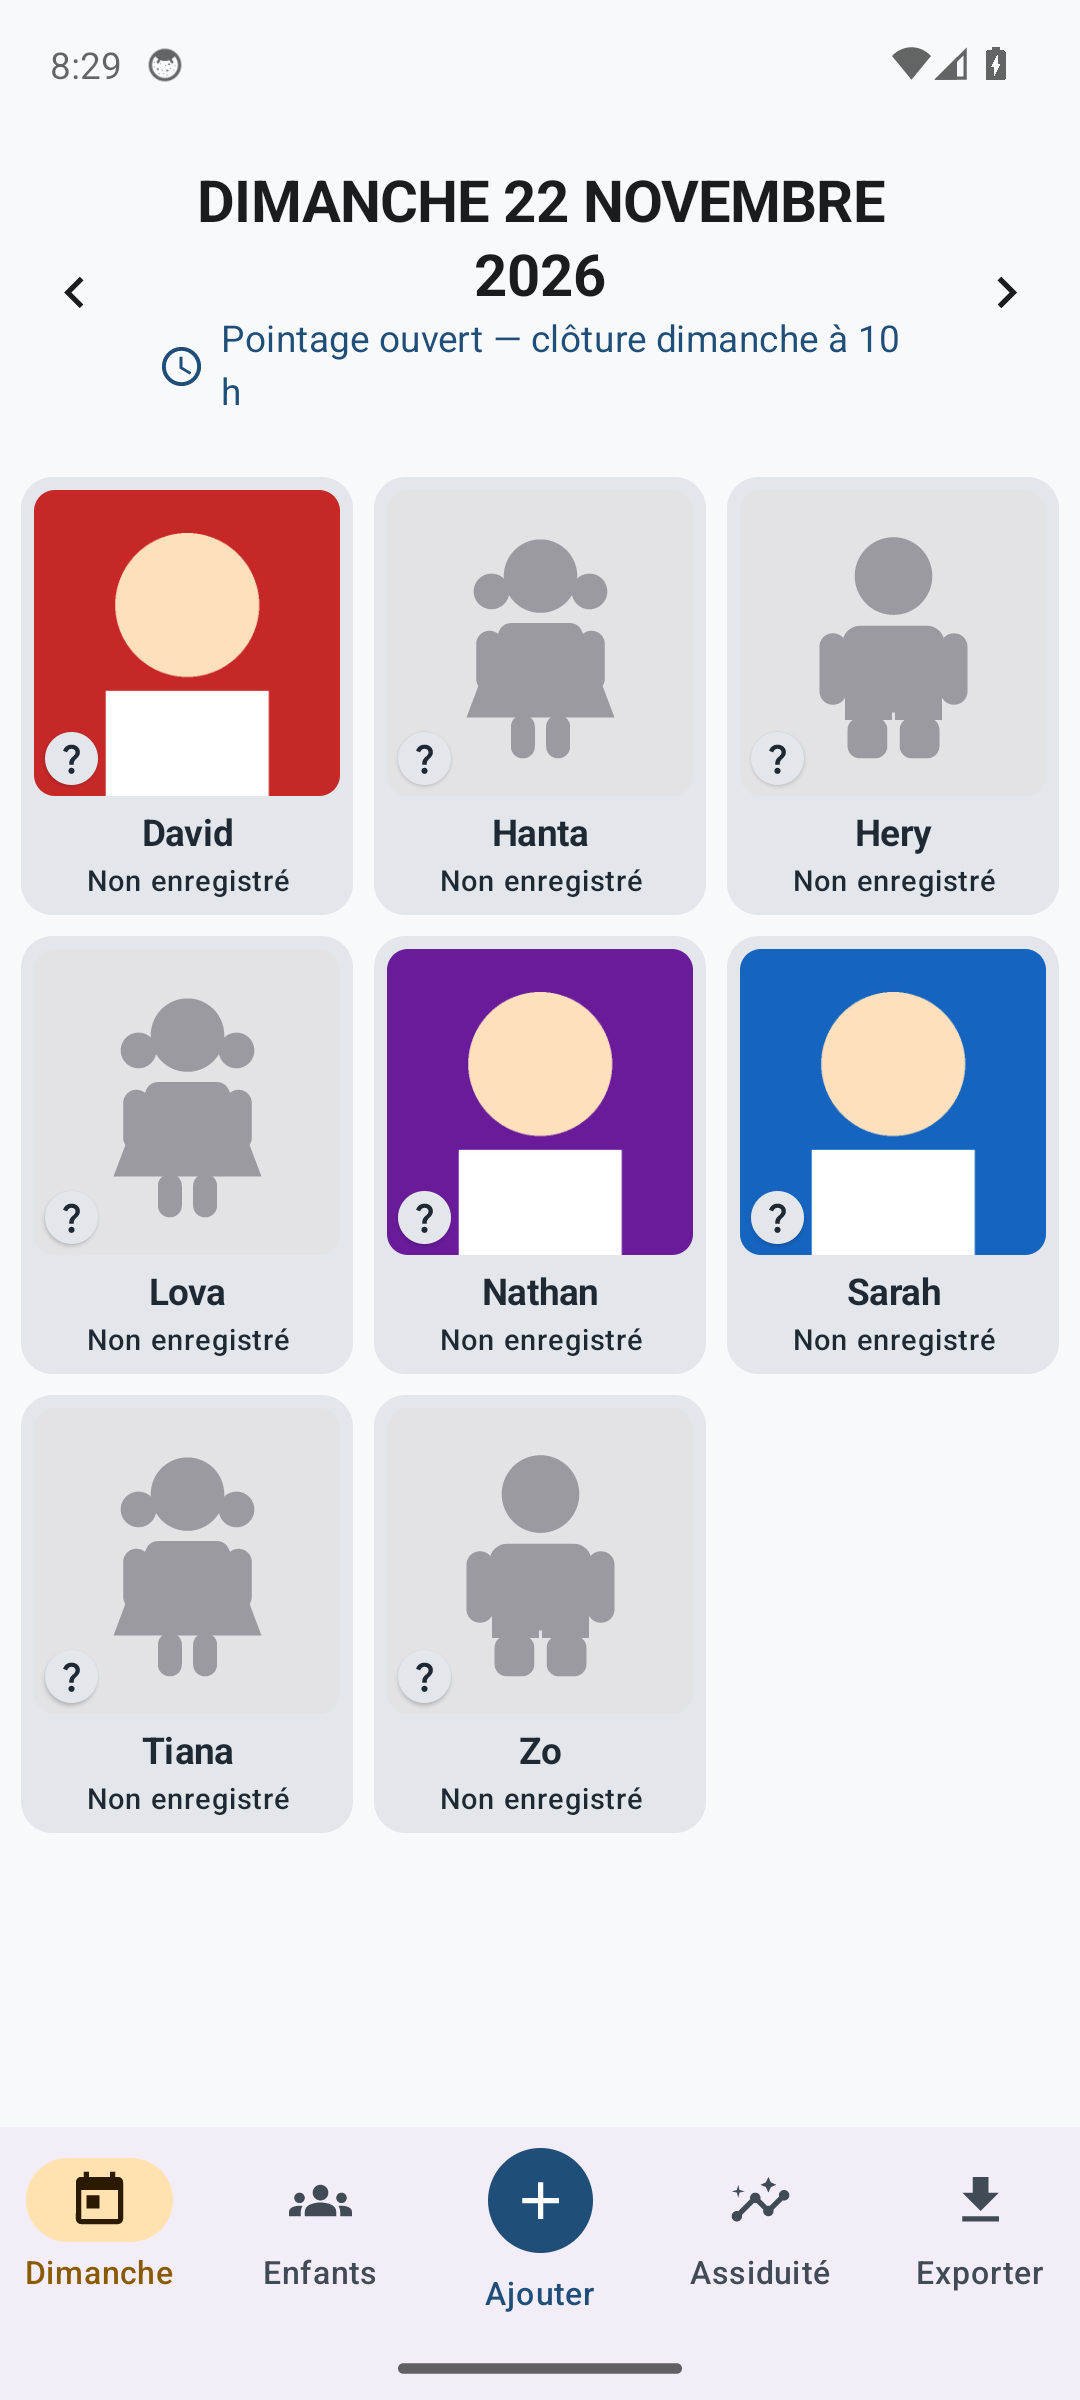 8:29
DIMANCHE 22 NOVEMBRE
2026
Pointage ouvert — clôture dimanche à 10
h
?
?
?
David
Hanta
Hery
Non enregistré
Non enregistré
Non enregistré
?
?
?
Lova
Nathan
Sarah
Non enregistré
Non enregistré
Non enregistré
?
?
Tiana
Zo
Non enregistré
Non enregistré
Dimanche
Enfants
Ajouter
Assiduité
Exporter